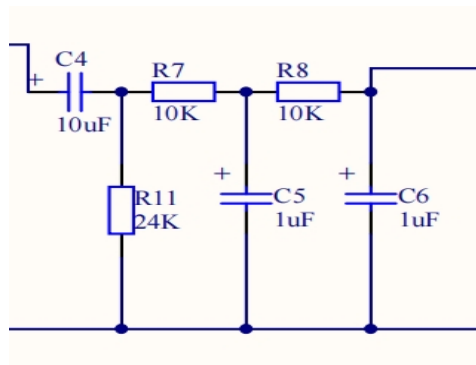 C4
+
10uF
R7
10K
R8
10K
R11
24K
+
C5
1uF
+
C6
1uF